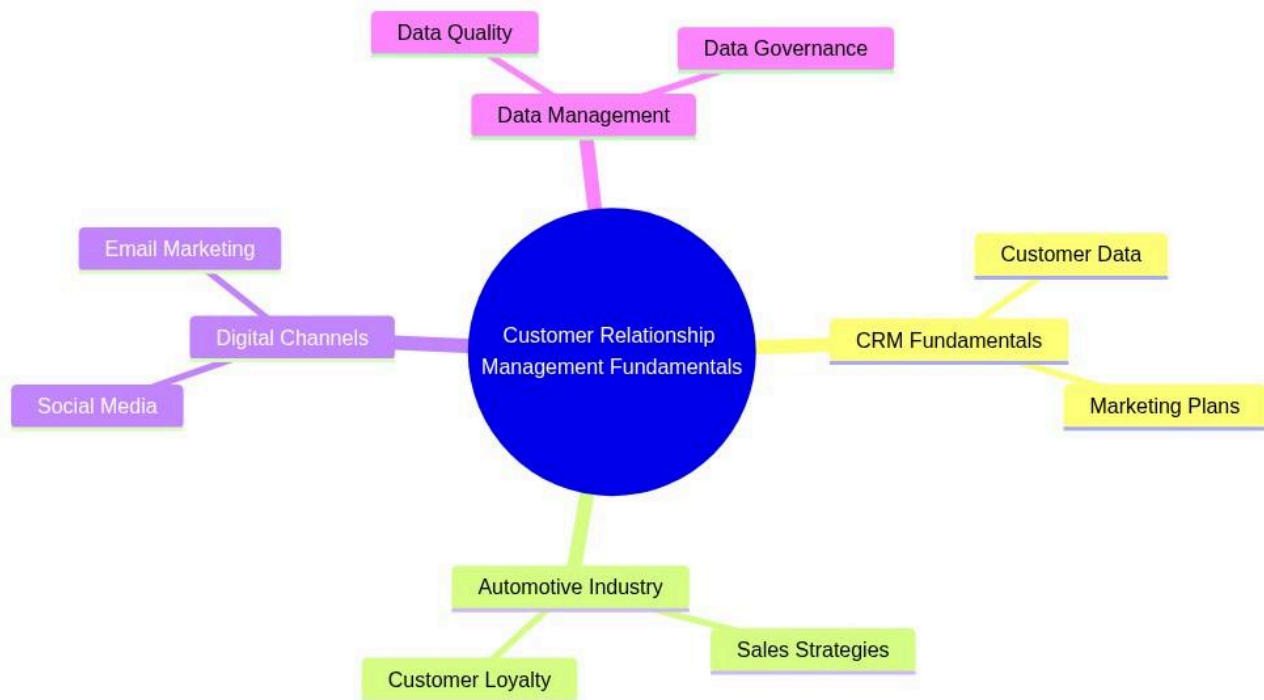 Data Quality
Data Governance
Data Management
Email Marketing
Customer Data
Digital Channels
Customer Relationship
Management Fundamentals
CRM Fundamentals
Social Media
Marketing Plans
Automotive Industry
Sales Strategies
Customer Loyalty